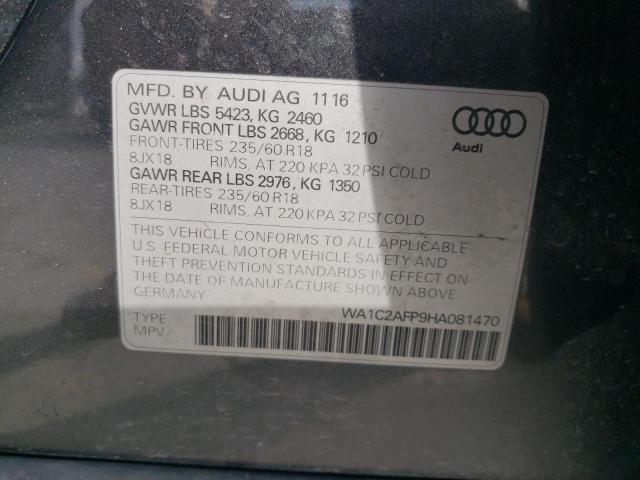 MFD. BY AUDI AG 11 16
GVWR LBS 5423, KG 2460
GAWR FRONT LBS 2668, KG 1210
FRONT-TIRES 235/60 R18
8JX18 RIMS, AT 220 KPA 32 PSI COLD
GAWR REAR LBS 2976, KG 1350
REAR-TIRES 235/60 R18
8JX18 RIMS, AT 220 KPA 32 PSI COLD
THIS VEHICLE CONFORMS TO ALL APPLICABLE
U.S. FEDERAL MOTOR VEHICLE SAFETY AND
THEFT PREVENTION STANDARDS IN EFFECT ON
THE DATE OF MANUFACTURE SHOWN ABOVE.
GERMANY
WA1C2AFP9HA081470
TYPE
MPV
Audi